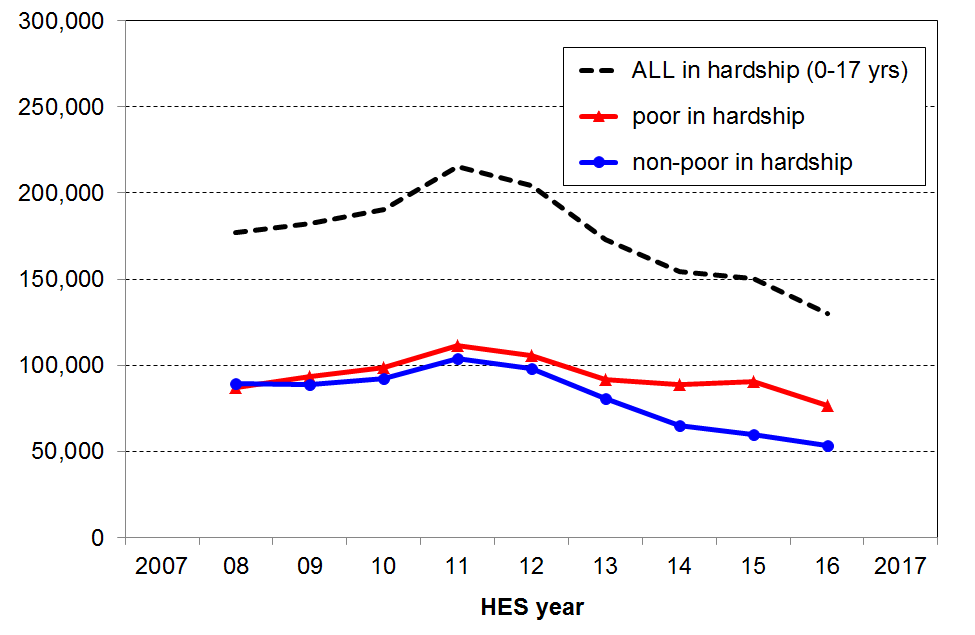 300,000
250,000
200,000
150,000
100,000
50,000
0
ALL in hardship (0-17 yrs)
poor in hardship
non-poor in hardship
2007 08 09 10 11 12 13 14 15 16 2017
HES year